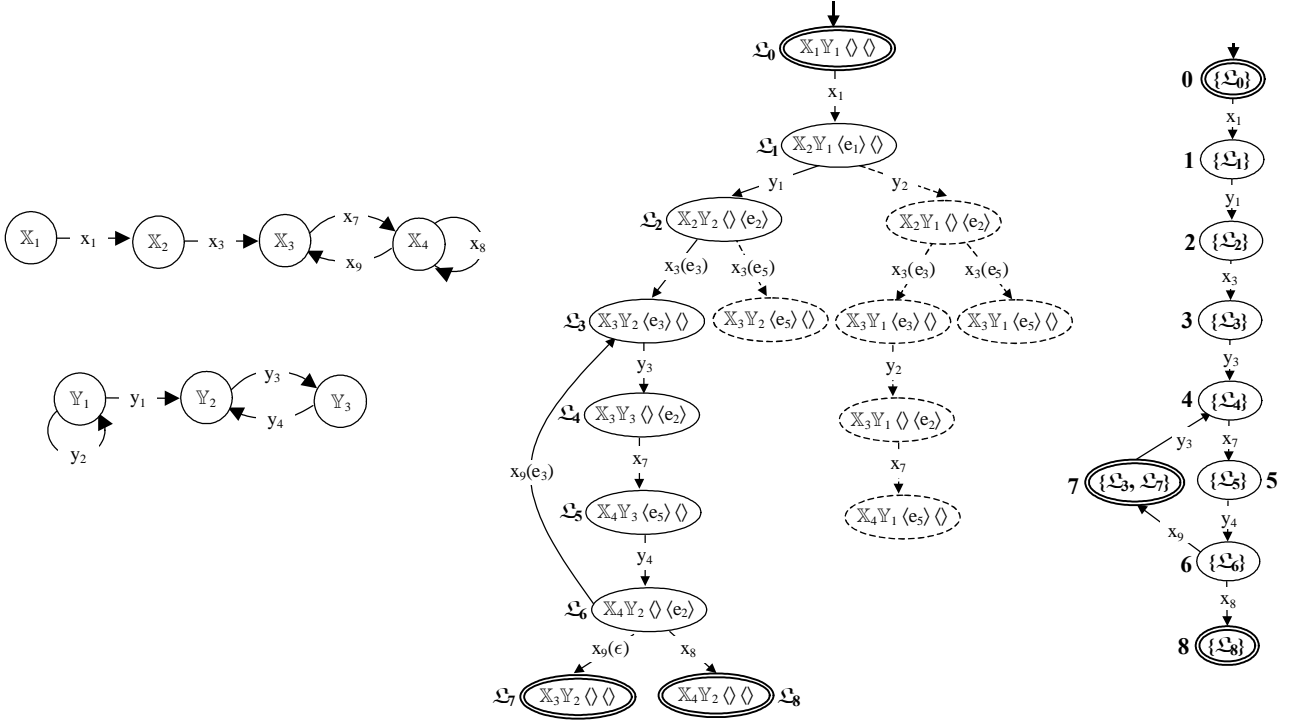 𝕏₁ x₁ 𝕏₂ x₃ 𝕏₃ x₇ x₉ 𝕏₄ x₈
𝕐₁ y₁ y₂ 𝕐₂ y₃ y₄ 𝕐₃
𝔏₀ 𝕏₁𝕐₁⟨⟩⟨⟩
x₁
𝔏₁ 𝕏₂𝕐₁⟨e₁⟩⟨⟩
y₁ y₂
𝔏₂ 𝕏₂𝕐₂⟨⟩⟨e₂⟩ 𝕏₂𝕐₁⟨⟩⟨e₂⟩
x₃(e₃) x₃(e₅) x₃(e₃) x₃(e₅)
𝔏₃ 𝕏₃𝕐₂⟨e₃⟩⟨⟩ 𝕏₃𝕐₂⟨e₅⟩⟨⟩ 𝕏₃𝕐₁⟨e₃⟩⟨⟩ 𝕏₃𝕐₁⟨e₅⟩⟨⟩
y₃ y₂
𝔏₄ 𝕏₃𝕐₃⟨⟩⟨e₂⟩ 𝕏₃𝕐₁⟨⟩⟨e₂⟩
x₉(e₃) x₇ x₇
𝔏₅ 𝕏₄𝕐₃⟨e₅⟩⟨⟩ 𝕏₄𝕐₁⟨e₅⟩⟨⟩
y₄
𝔏₆ 𝕏₄𝕐₂⟨⟩⟨e₂⟩
x₉(ϵ) x₈
𝔏₇ 𝕏₃𝕐₂⟨⟩⟨⟩ 𝕏₄𝕐₂⟨⟩⟨⟩ 𝔏₈
0 {𝔏₀}
x₁
1 {𝔏₁}
y₁
2 {𝔏₂}
x₃
3 {𝔏₃}
y₃
4 {𝔏₄}
y₃ x₇
7 {𝔏₃, 𝔏₇} {𝔏₅} 5
x₉ y₄
6 {𝔏₆}
x₈
8 {𝔏₈}